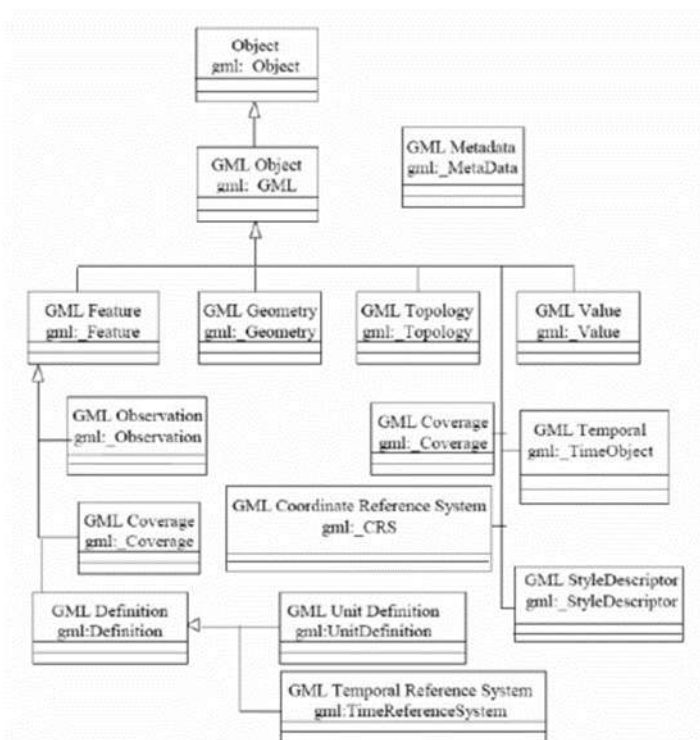 Object
gml:_Object
GML Object
gml:_GML
GML Metadata
gml:_MetaData
GML Feature
gml:_Feature
GML Geometry
gml:_Geometry
GML Topology
gml:_Topology
GML Value
gml:_Value
GML Observation
gml:_Observation
GML Coverage
gml:_Coverage
GML Temporal
gml:_TimeObject
GML Coverage
gml:_Coverage
GML Coordinate Reference System
gml:_CRS
GML StyleDescriptor
gml:_StyleDescriptor
GML Definition
gml:Definition
GML Unit Definition
gml:UnitDefinition
GML Temporal Reference System
gml:TimeReferenceSystem